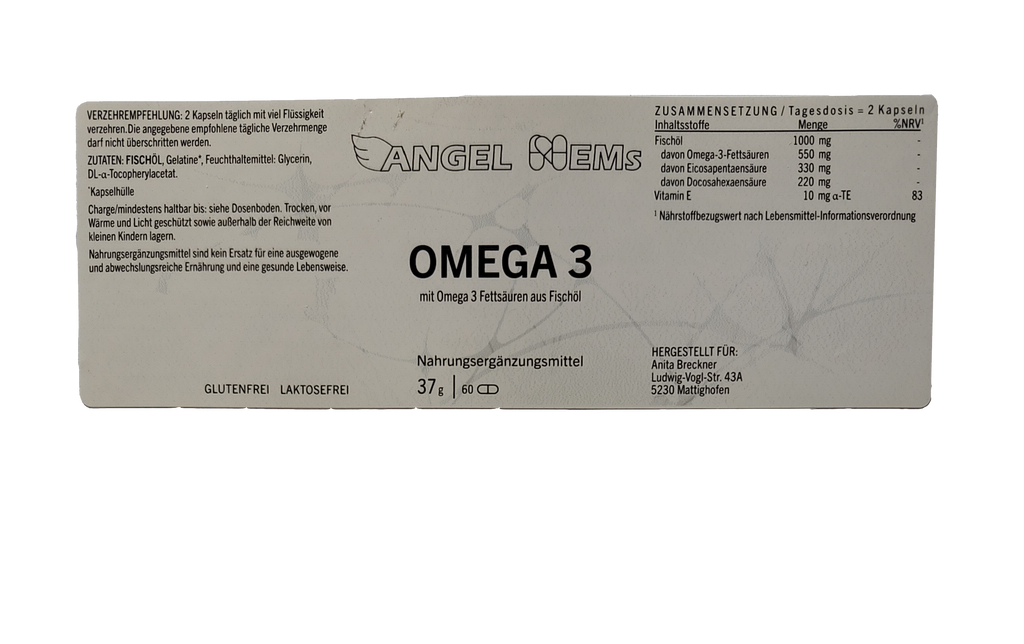 VERZEHREMPFEHLUNG: 2 Kapseln täglich mit viel Flüssigkeit
verzehren.Die angegebene empfohlene tägliche Verzehrmenge
darf nicht überschritten werden.
ZUTATEN: FISCHÖL, Gelatine*, Feuchthaltemittel: Glycerin,
DL-α-Tocopherylacetat.
*Kapselhülle
Charge/mindestens haltbar bis: siehe Dosenboden. Trocken, vor
Wärme und Licht geschützt sowie außerhalb der Reichweite von
kleinen Kindern lagern.
Nahrungsergänzungsmittel sind kein Ersatz für eine ausgewogene
und abwechslungsreiche Ernährung und eine gesunde Lebensweise.
GLUTENFREI LAKTOSEFREI
ANGEL HEMs
OMEGA 3
mit Omega 3 Fettsäuren aus Fischöl
Nahrungsergänzungsmittel
37g | 60
ZUSAMMENSETZUNG / Tagesdosis = 2 Kapseln
Inhaltsstoffe Menge %NRV¹
Fischöl 1000 mg -
davon Omega-3-Fettsäuren 550 mg -
davon Eicosapentaensäure 330 mg -
davon Docosahexaensäure 220 mg -
Vitamin E 10 mg α-TE 83
¹ Nährstoffbezugswert nach Lebensmittel-Informationsverordnung
HERGESTELLT FÜR:
Anita Breckner
Ludwig-Vogl-Str. 43A
5230 Mattighofen